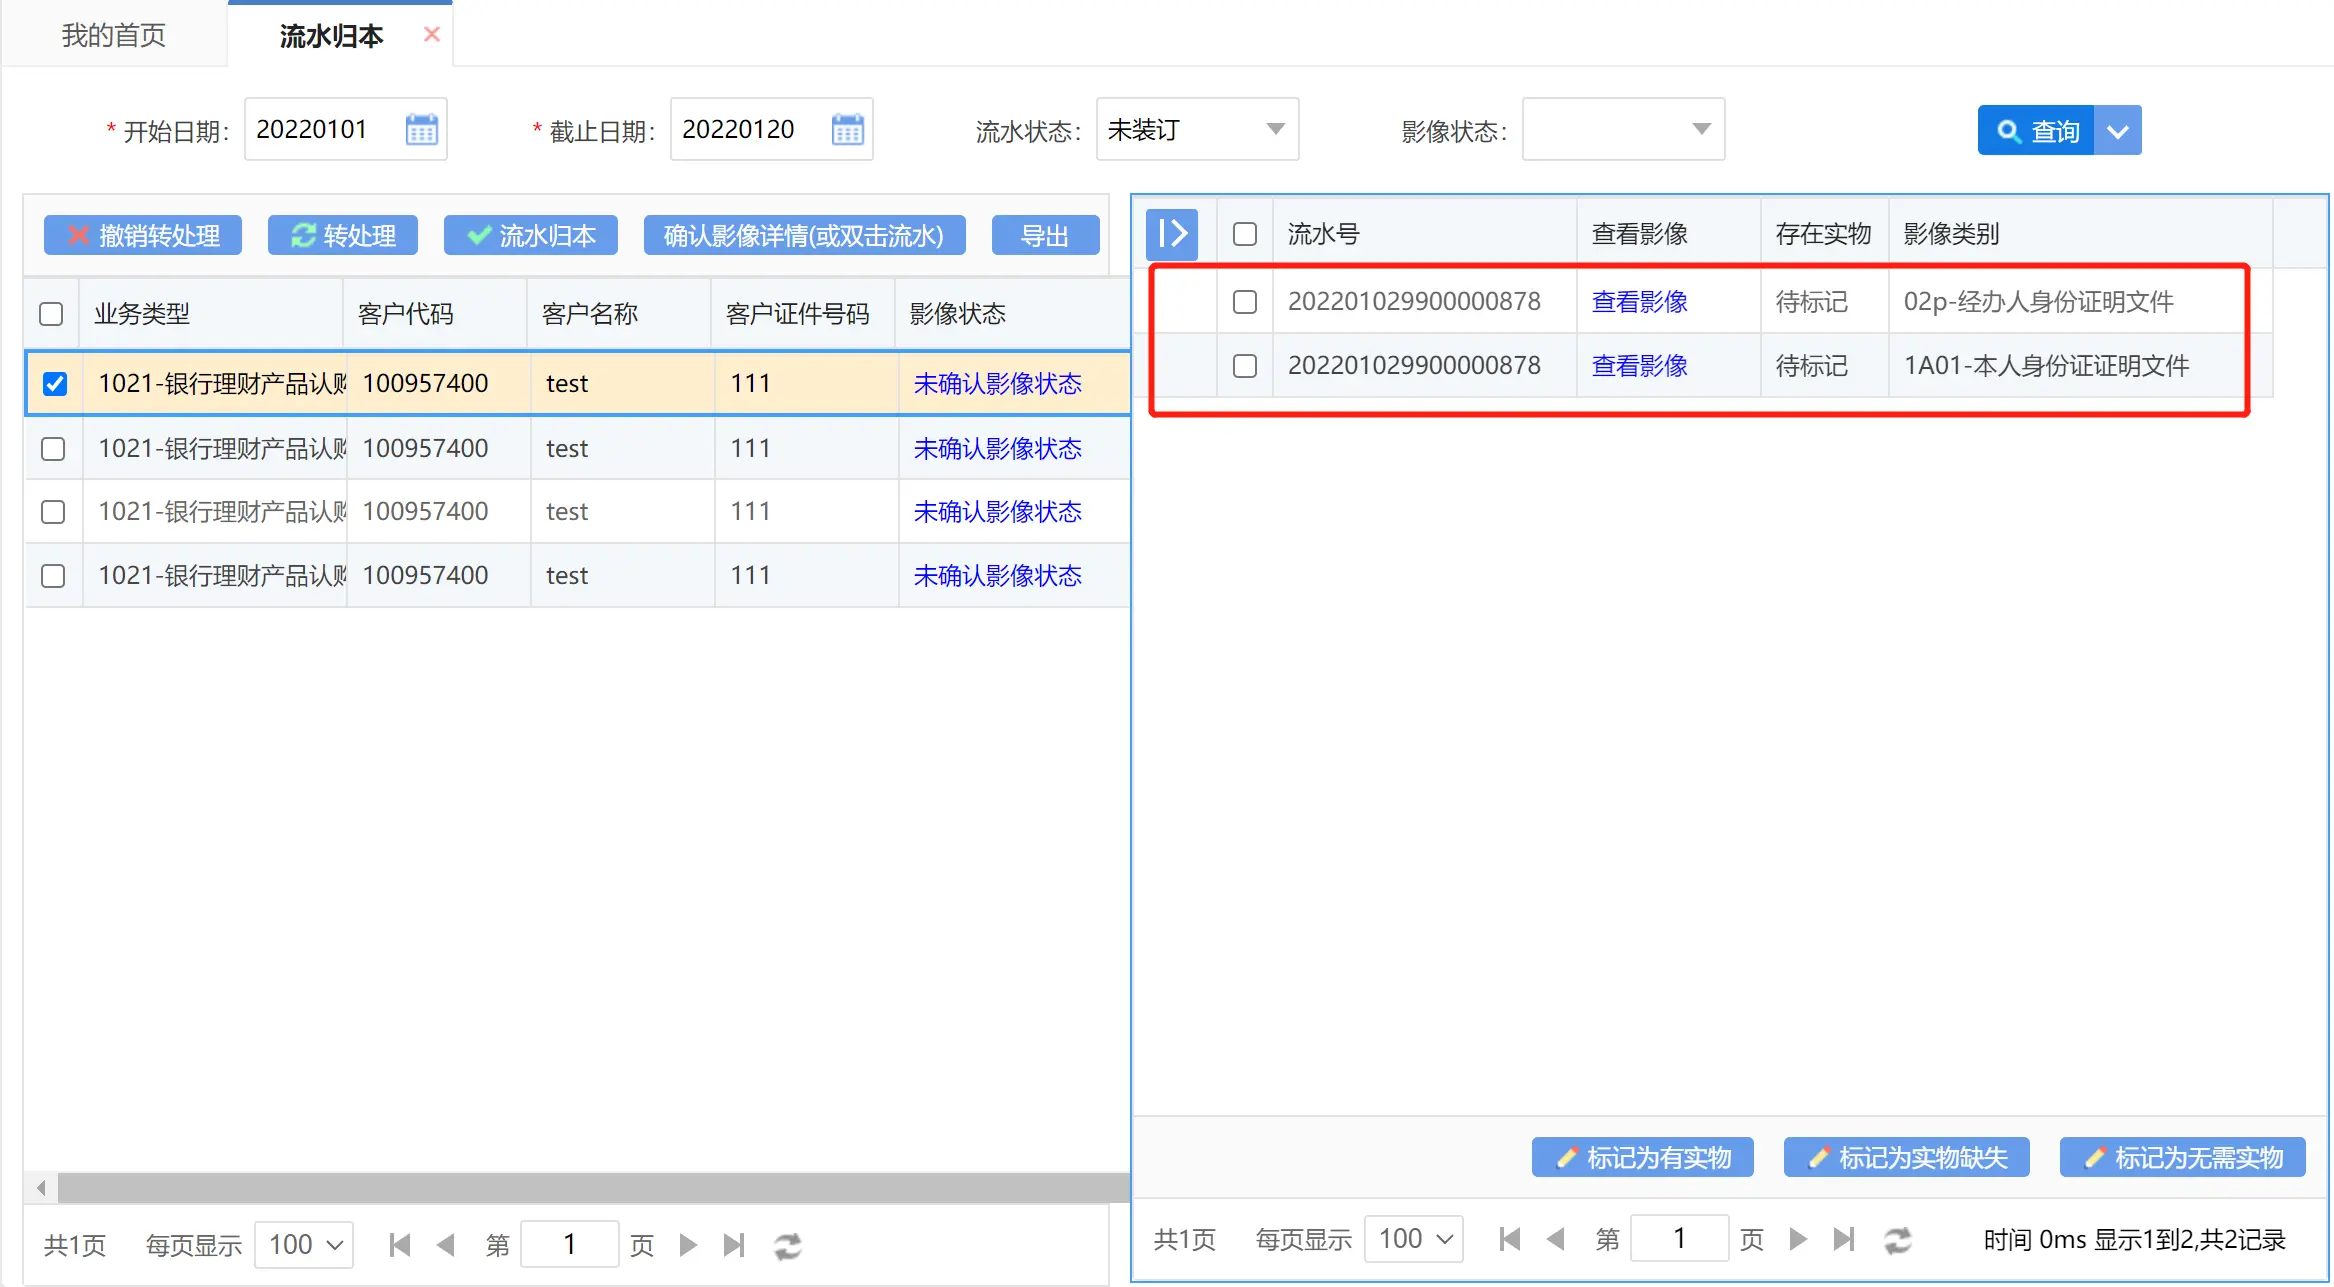 我的首页 流水归本
* 开始日期: 20220101 * 截止日期: 20220120 流水状态: 未装订 影像状态: 查询
撤销转处理 转处理 流水归本 确认影像详情(或双击流水) 导出
业务类型 客户代码 客户名称 客户证件号码 影像状态
1021-银行理财产品认购 100957400 test 111 未确认影像状态
1021-银行理财产品认购 100957400 test 111 未确认影像状态
1021-银行理财产品认购 100957400 test 111 未确认影像状态
1021-银行理财产品认购 100957400 test 111 未确认影像状态
共1页 每页显示 100 第 1 页
流水号 查看影像 存在实物 影像类别
202201029900000878 查看影像 待标记 02p-经办人身份证明文件
202201029900000878 查看影像 待标记 1A01-本人身份证证明文件
标记为有实物 标记为实物缺失 标记为无需实物
共1页 每页显示 100 第 1 页 时间 0ms 显示1到2,共2记录